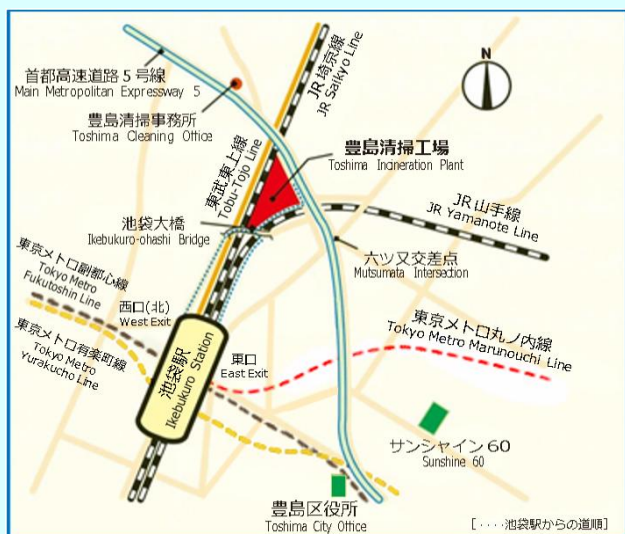 首都高速道路5号線
Main Metropolitan Expressway 5
豊島清掃事務所
Toshima Cleaning Office
東武東上線
Tobu-Tojo Line
JR埼京線
JR Saikyo Line
N
豊島清掃工場
Toshima Incineration Plant
池袋大橋
Ikebukuro-ohashi Bridge
JR山手線
JR Yamanote Line
六ツ又交差点
Mutsumata Intersection
東京メトロ副都心線
Tokyo Metro
Fukutoshin Line
西口(北)
West Exit
東京メトロ有楽町線
Tokyo Metro
Yurakucho Line
池袋駅
Ikebukuro Station
東口
East Exit
東京メトロ丸ノ内線
Tokyo Metro Marunouchi Line
サンシャイン60
Sunshine 60
豊島区役所
Toshima City Office
[‥‥池袋駅からの道順]